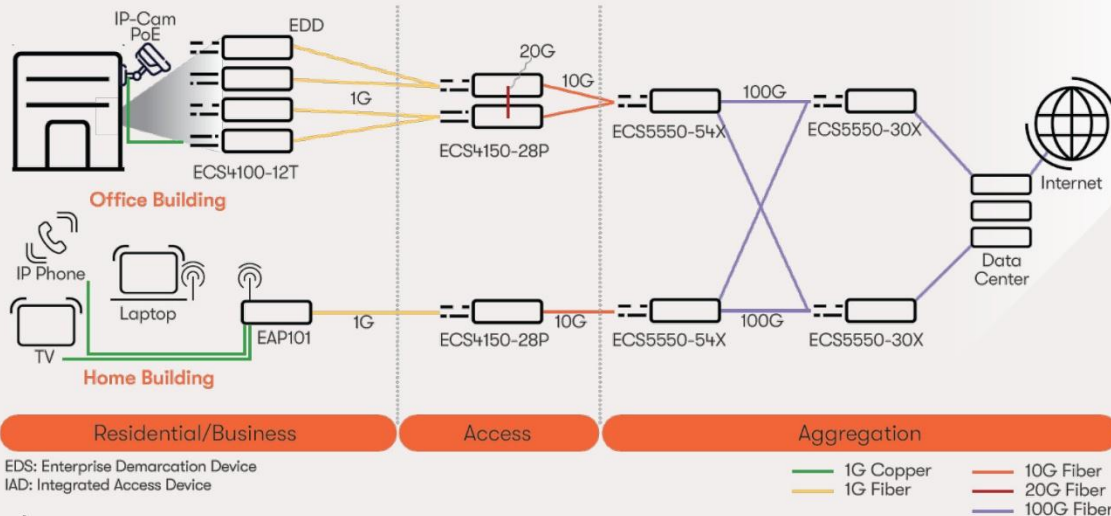 IP-Cam
PoE
EDD
1G
ECS4100-12T
Office Building
20G
10G
ECS4150-28P
ECS5550-54X
100G
ECS5550-30X
Internet
Data
Center
IP Phone
Laptop
TV
EAP101
Home Building
1G
ECS4150-28P
10G
ECS5550-54X
100G
ECS5550-30X
Residential/Business
Access
Aggregation
EDS: Enterprise Demarcation Device
IAD: Integrated Access Device
1G Copper
1G Fiber
10G Fiber
20G Fiber
100G Fiber